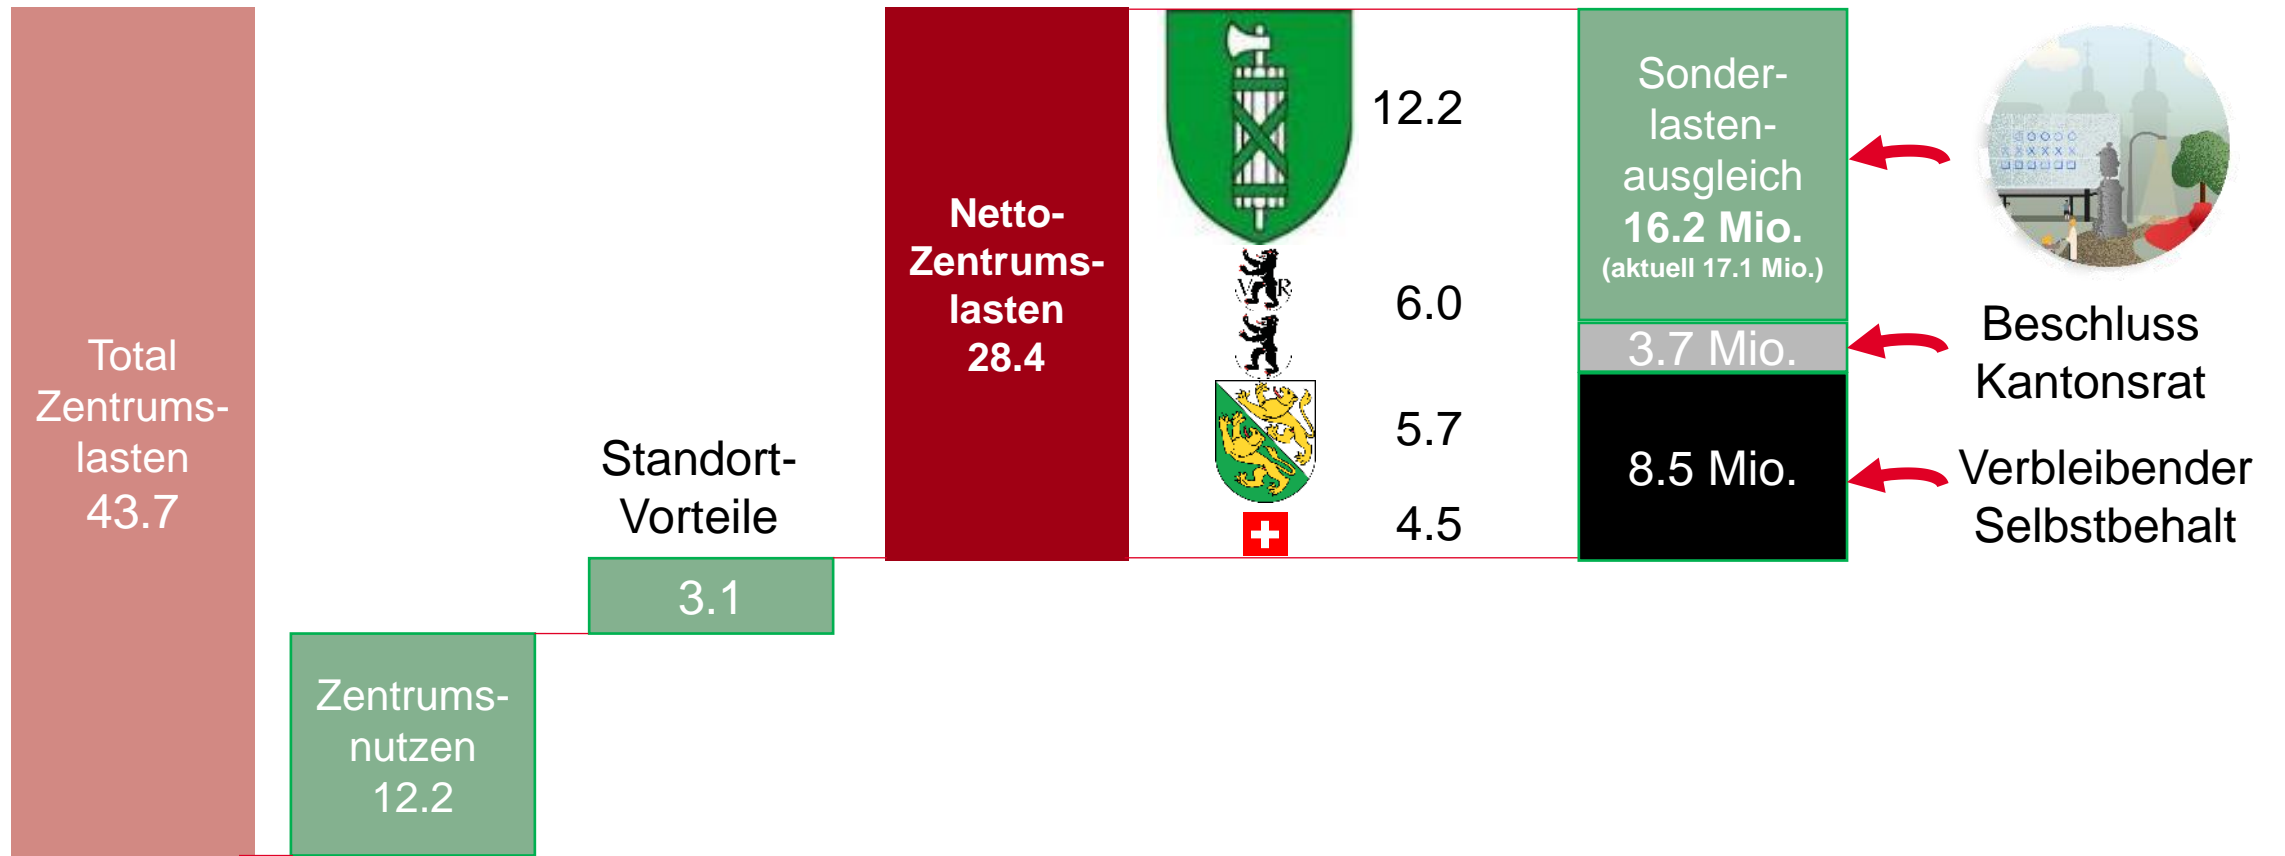 Total
Zentrums-
lasten
43.7
Zentrums-
nutzen
12.2
Standort-
Vorteile
3.1
Netto-
Zentrums-
lasten
28.4
12.2
V R
6.0
5.7
4.5
Sonder-
lasten-
ausgleich
16.2 Mio.
(aktuell 17.1 Mio.)
3.7 Mio.
8.5 Mio.
Beschluss
Kantonsrat
Verbleibender
Selbstbehalt